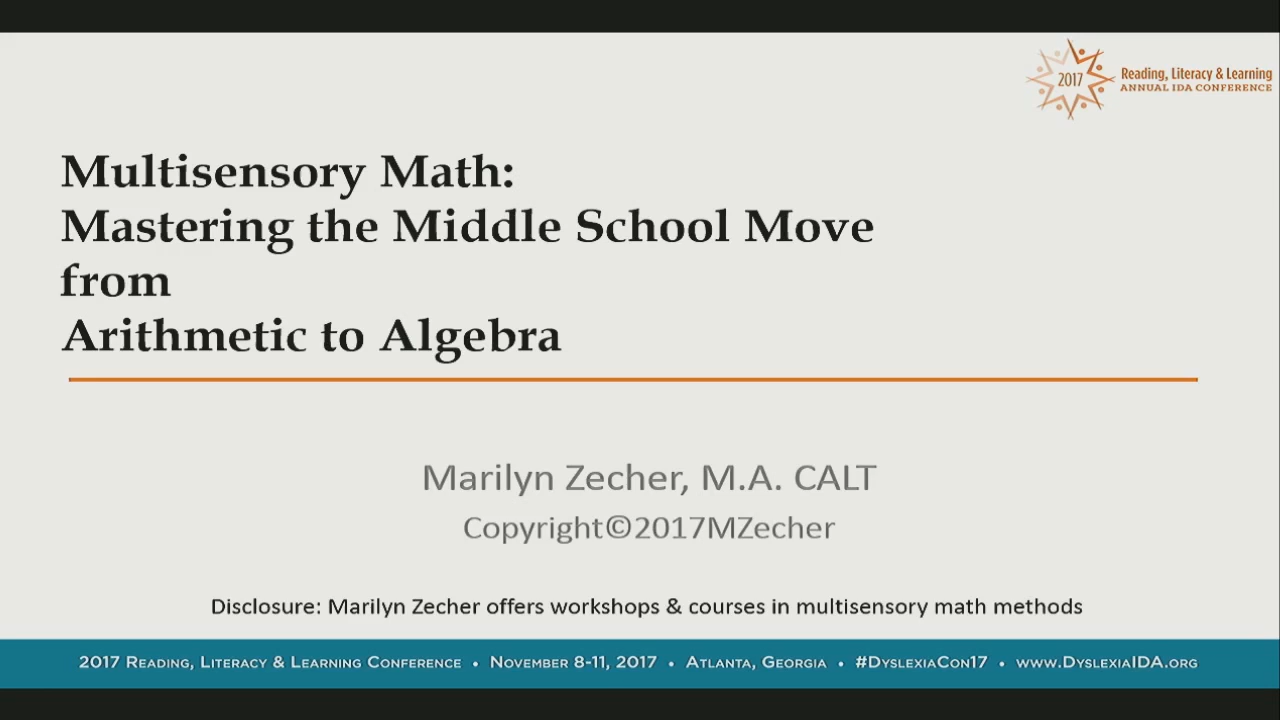 2017
Reading, Literacy & Learning
ANNUAL IDA CONFERENCE
Multisensory Math:
Mastering the Middle School Move
from
Arithmetic to Algebra
Marilyn Zecher, M.A. CALT
Copyright©2017MZecher
Disclosure: Marilyn Zecher offers workshops & courses in multisensory math methods
2017 Reading, Literacy & Learning Conference • November 8-11, 2017 • Atlanta, Georgia • #DyslexiaCon17 • www.DyslexiaIDA.org